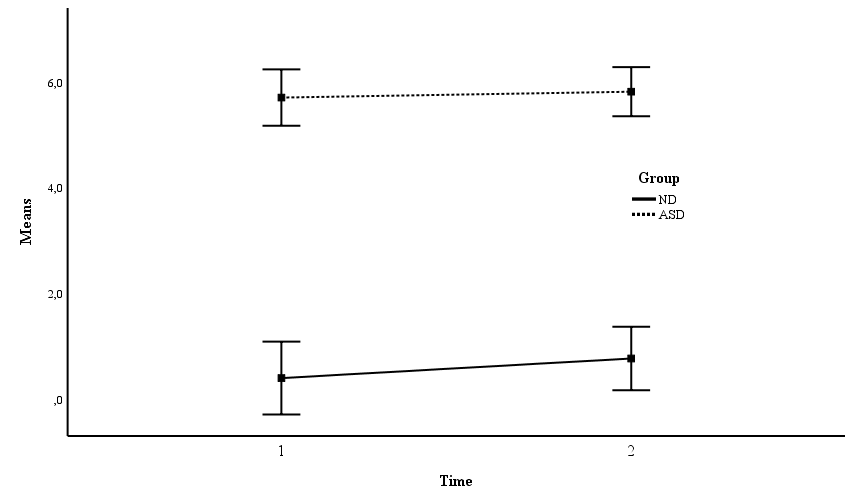 6,0
4,0
2,0
,0
Means
Group
ND
ASD
1
2
Time